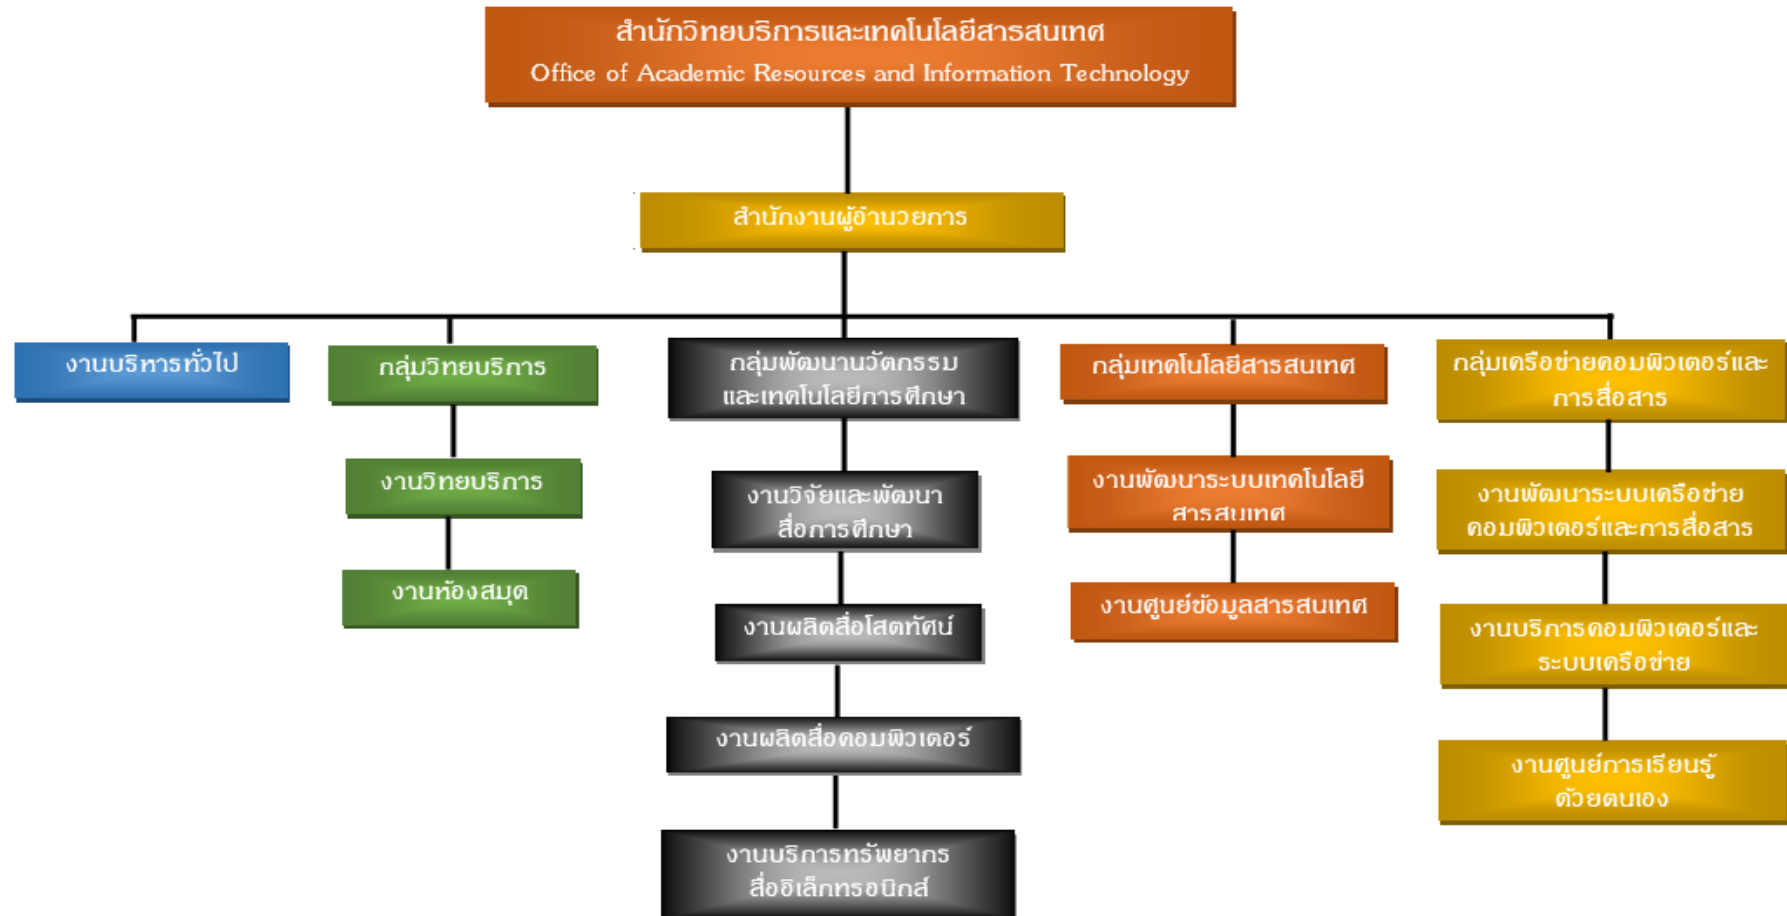 สำนักวิทยบริการและเทคโนโลยีสารสนเทศ
Office of Academic Resources and Information Technology
สำนักงานผู้อำนวยการ
งานบริหารทั่วไป
กลุ่มวิทยบริการ
งานวิทยบริการ
งานห้องสมุด
กลุ่มพัฒนานวัตกรรม
และเทคโนโลยีการศึกษา
งานวิจัยและพัฒนา
สื่อการศึกษา
งานผลิตสื่อโสตทัศน์
งานผลิตสื่อคอมพิวเตอร์
งานบริการทรัพยากร
สื่ออิเล็กทรอนิกส์
กลุ่มเทคโนโลยีสารสนเทศ
งานพัฒนาระบบเทคโนโลยี
สารสนเทศ
งานศูนย์ข้อมูลสารสนเทศ
กลุ่มเครือข่ายคอมพิวเตอร์และ
การสื่อสาร
งานพัฒนาระบบเครือข่าย
คอมพิวเตอร์และการสื่อสาร
งานบริการคอมพิวเตอร์และ
ระบบเครือข่าย
งานศูนย์การเรียนรู้
ด้วยตนเอง